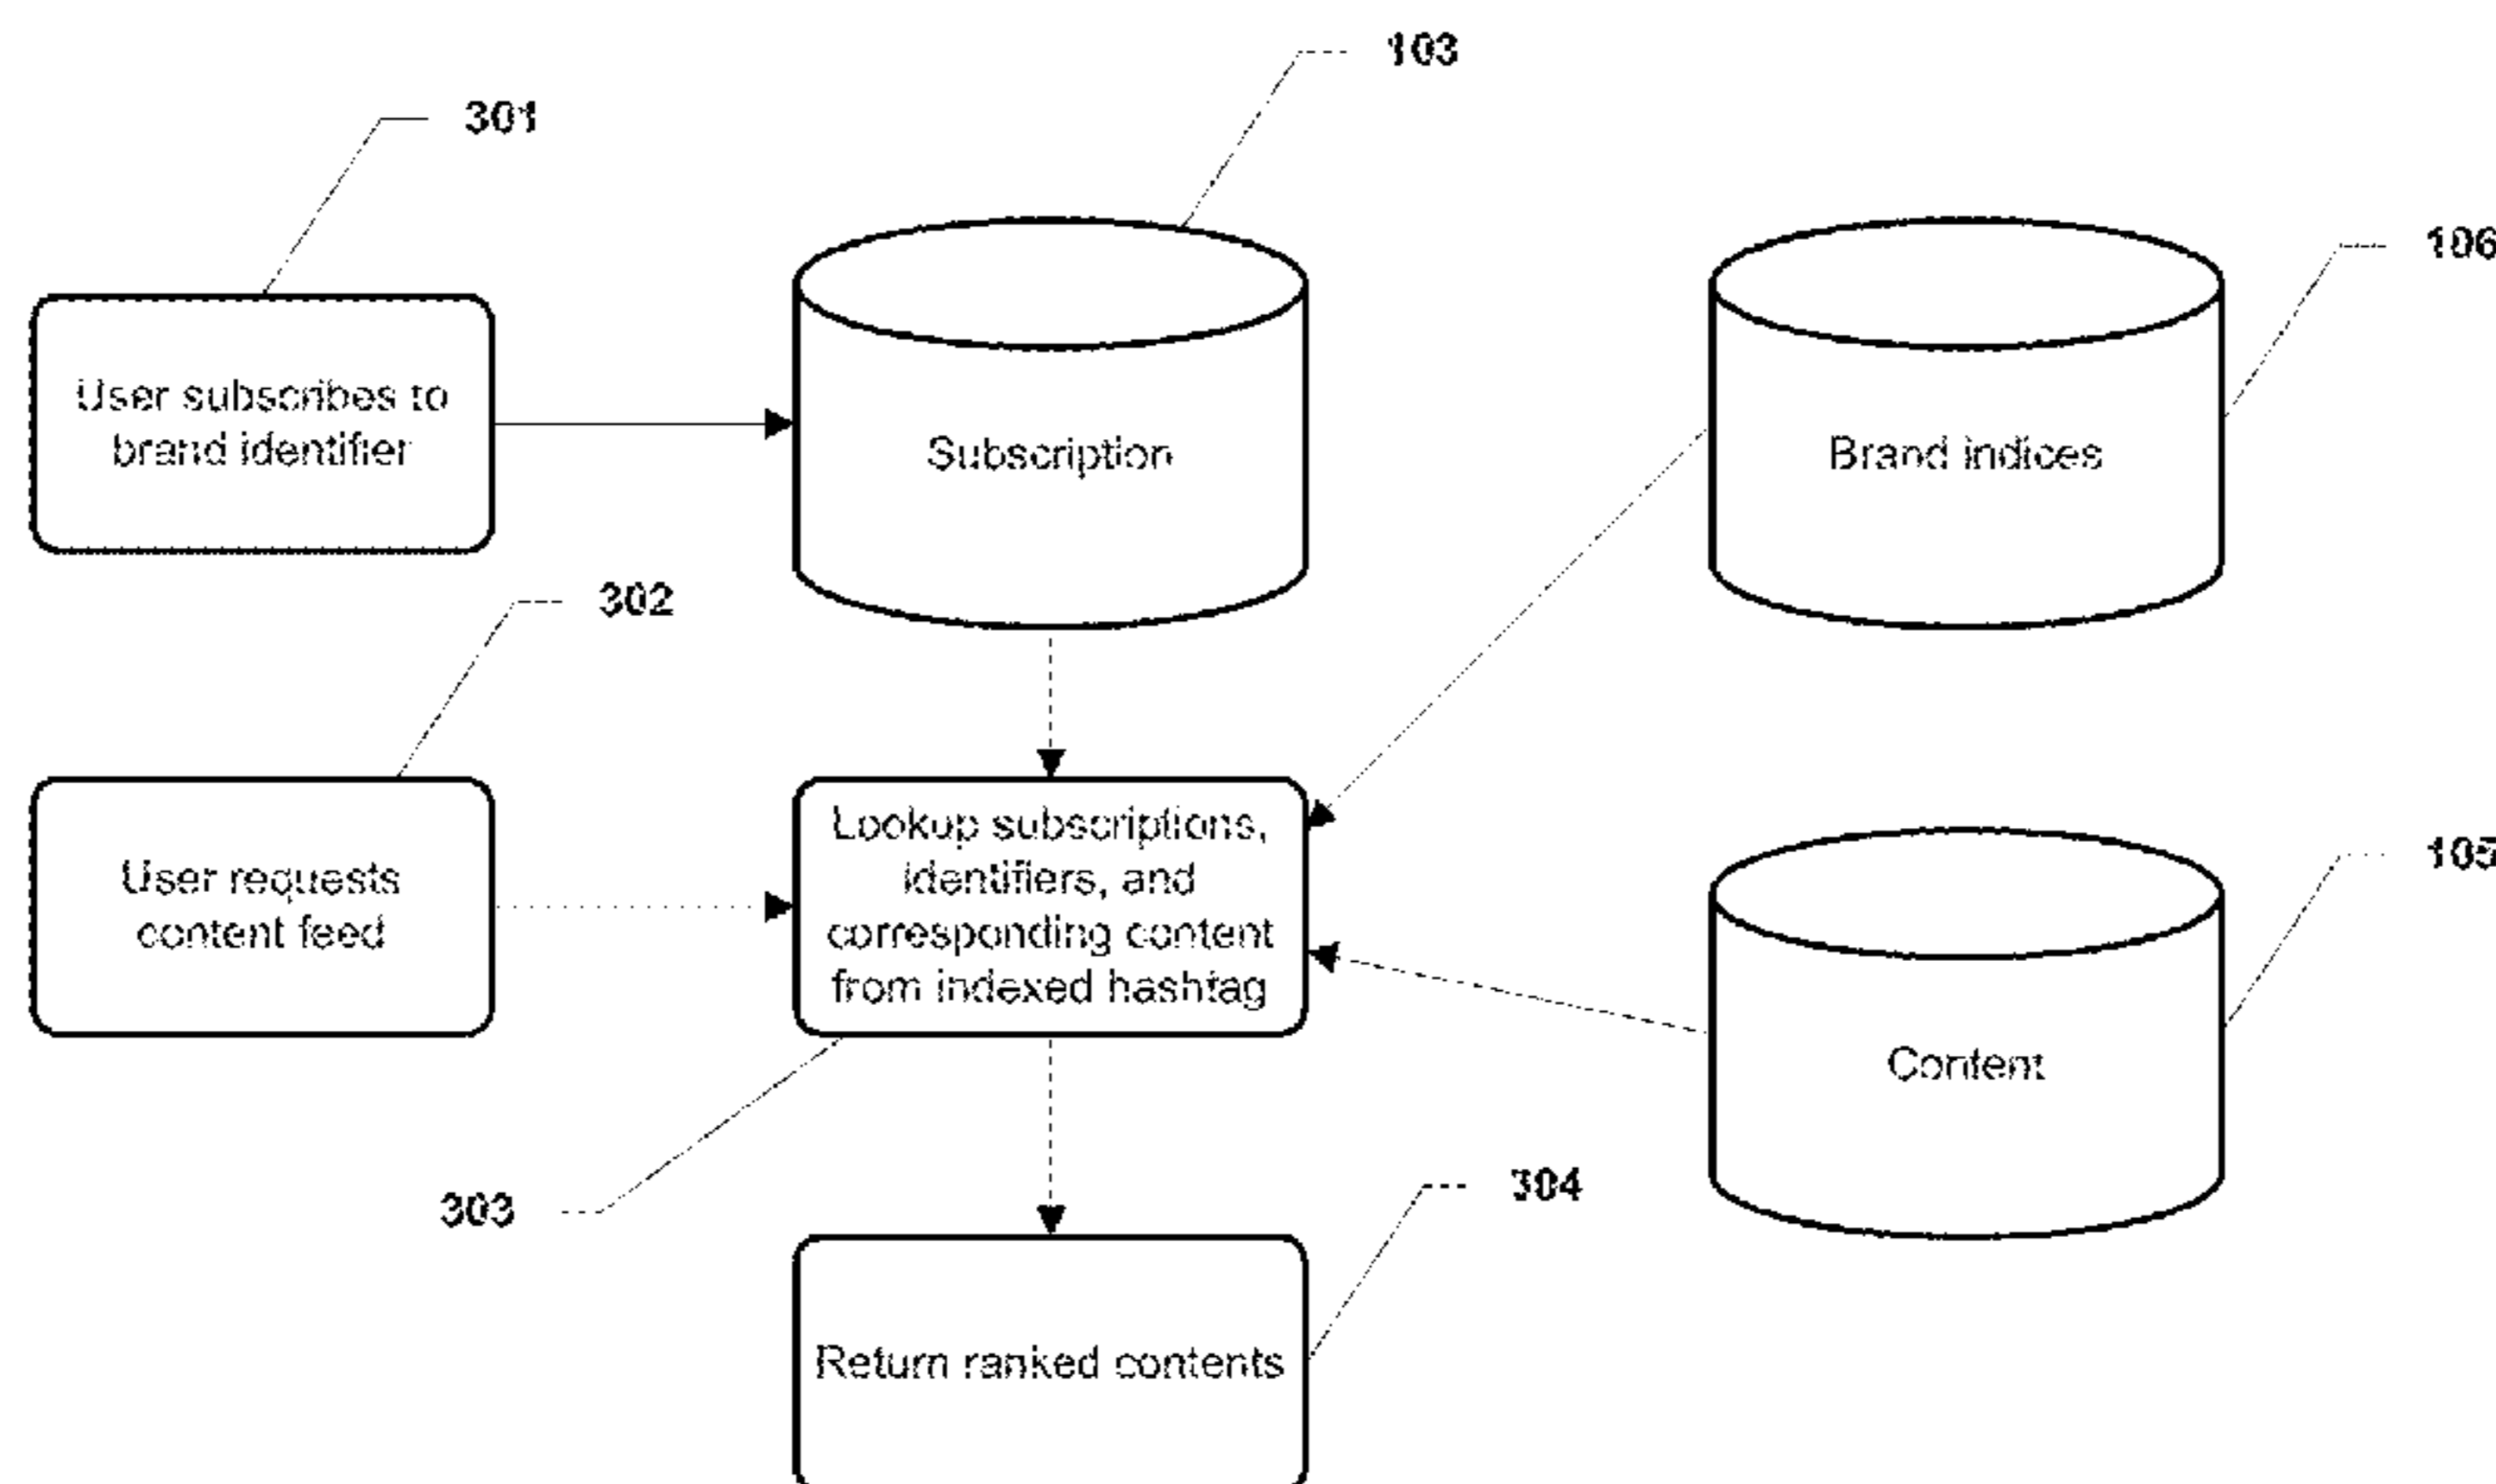 103
301
106
User subscribes to
brand identifier
Subscription
Brand indices
302
Lookup subscriptions,
identifiers, and
corresponding content
from indexed hashtag
User requests
content feed
105
Content
303
304
Return ranked contents